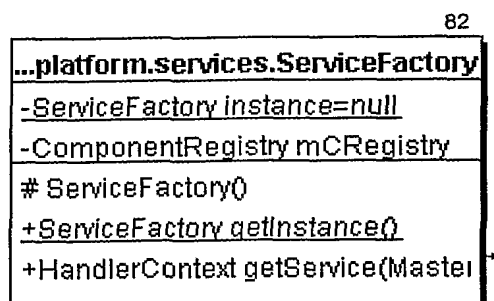 82
...platform.services.ServiceFactory
-ServiceFactory instance=null
-ComponentRegistry mCRegistry
# ServiceFactory()
+ServiceFactory getInstance()
+HandlerContext getService(Master